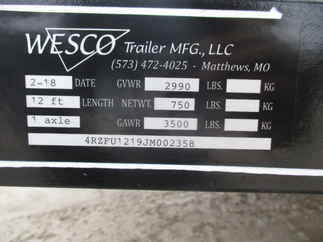 WESCO Trailer MFG., LLC
(573) 472-4025 - Matthews, MO
2-18 DATE GVWR 2990 LBS. KG
12 ft LENGTH NETWT. 750 LBS. KG
1 axle GAWR 3500 LBS. KG
4RZFU1219JM002358